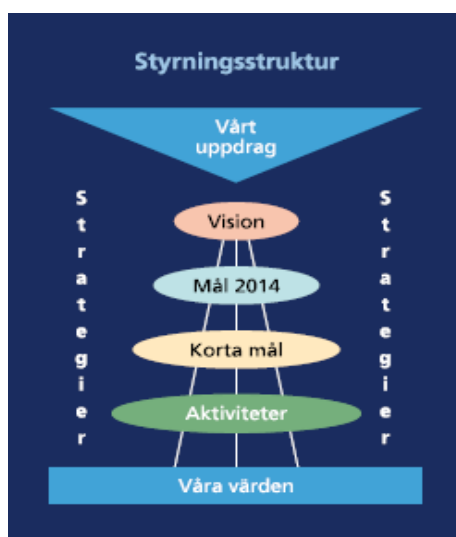 Styrningsstruktur
Vårt
uppdrag
Strategier
Strategier
Vision
Mål 2014
Korta mål
Aktiviteter
Våra värden